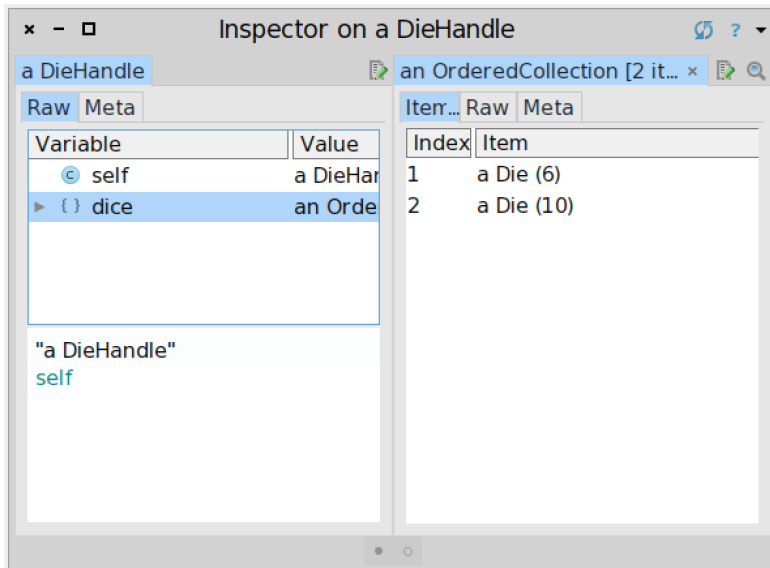 Inspector on a DieHandle ?
a DieHandle
Raw Meta
Variable Value
c self a DieHar
{ } dice an Orde
"a DieHandle"
self
an OrderedCollection [2 it... ×
Item... Raw Meta
Index Item
1 a Die (6)
2 a Die (10)